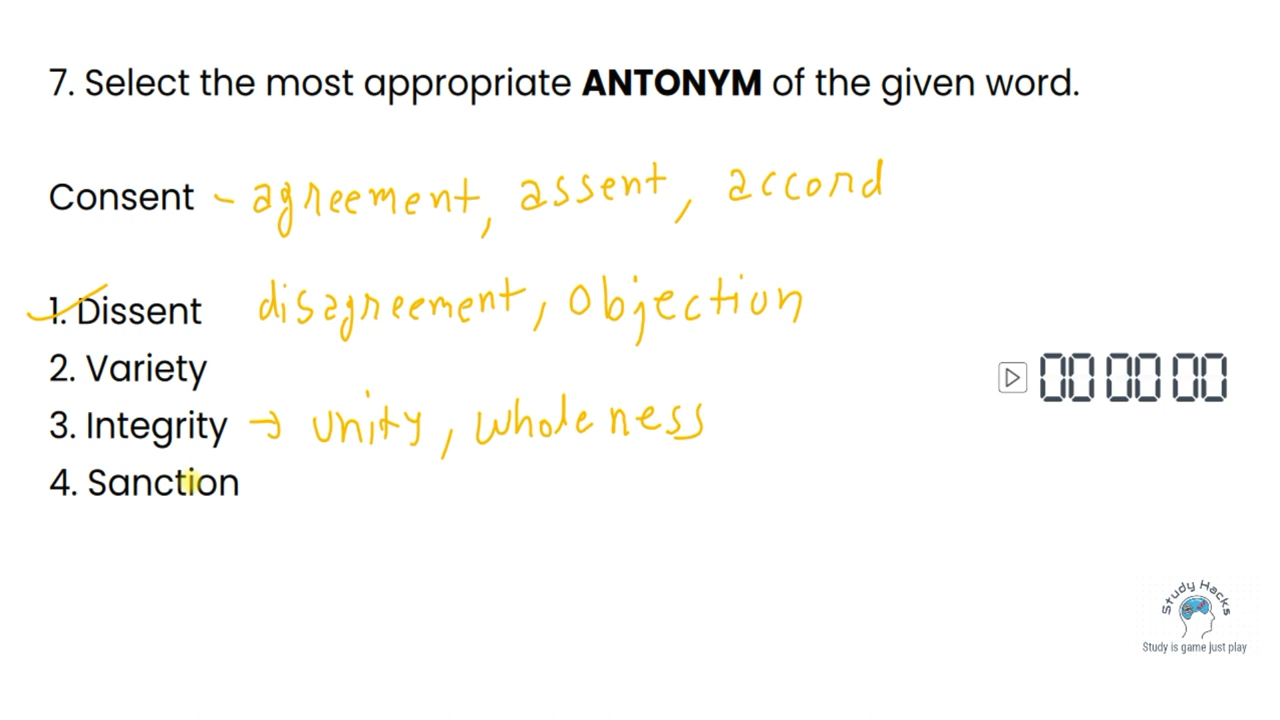 7. Select the most appropriate ANTONYM of the given word.
Consent - agreement, assent, accord
1. Dissent disagreement, objection
2. Variety
3. Integrity → unity, wholeness
4. Sanction
00 00 00
Study Hacks
Study is game just play